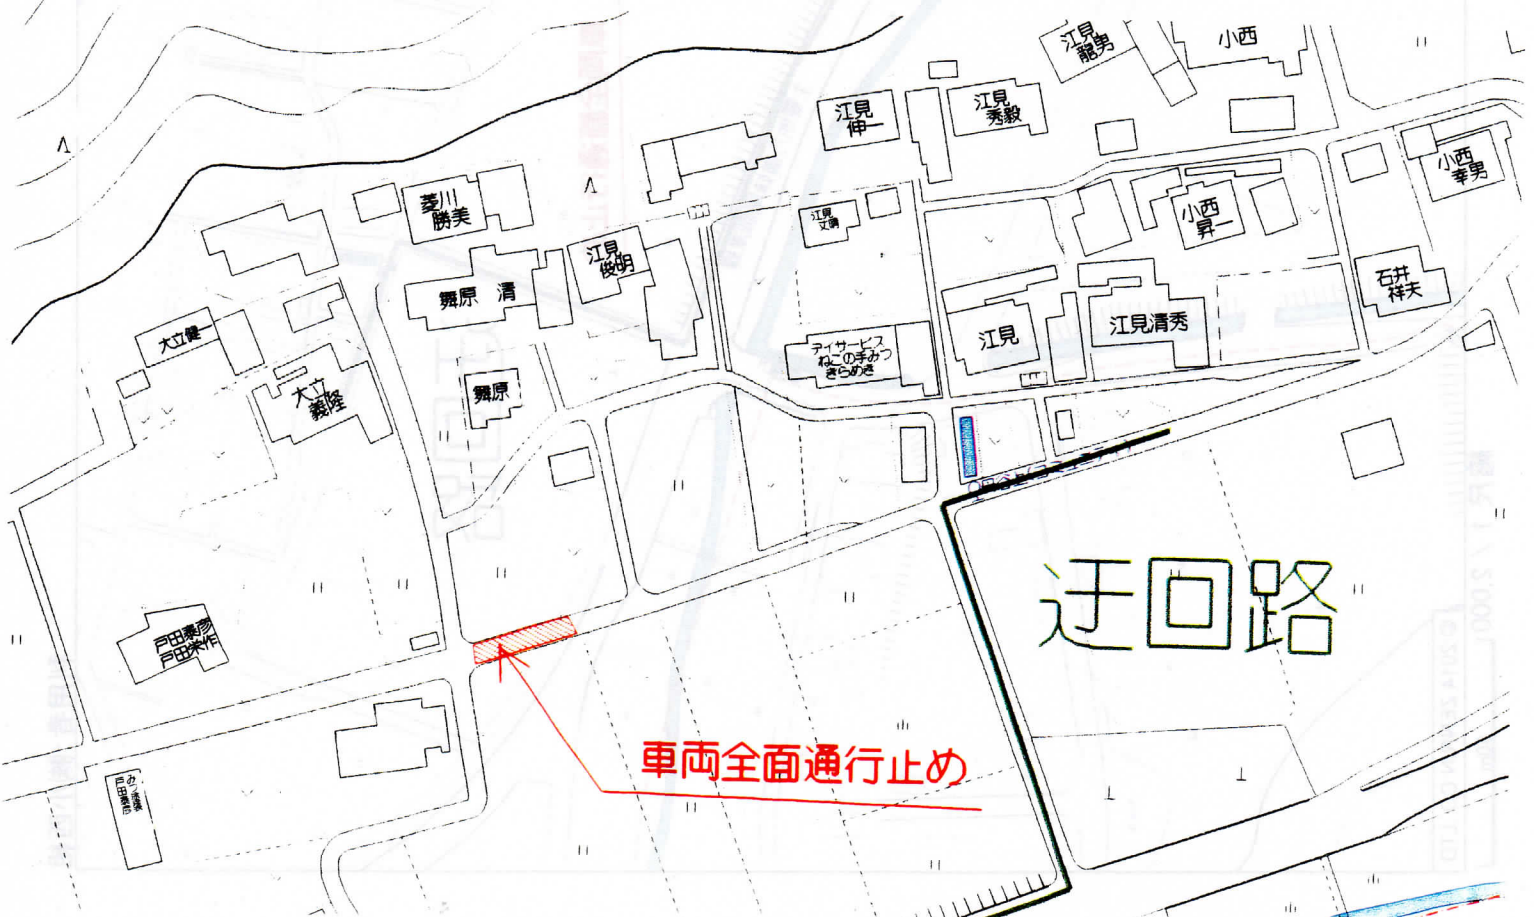 江見
龍男
小西
江見
伸一
江見
秀毅
小西
幸男
菱川
勝美
江見
小西
昇一
江見
俊明
舞原 清
石井
祥夫
大立健一
江見
江見清秀
デイサービス
ねこの手みつ
きらめき
大立
義隆
舞原
迂回路
戸田泰彦
戸田栄作
車両全面通行止め